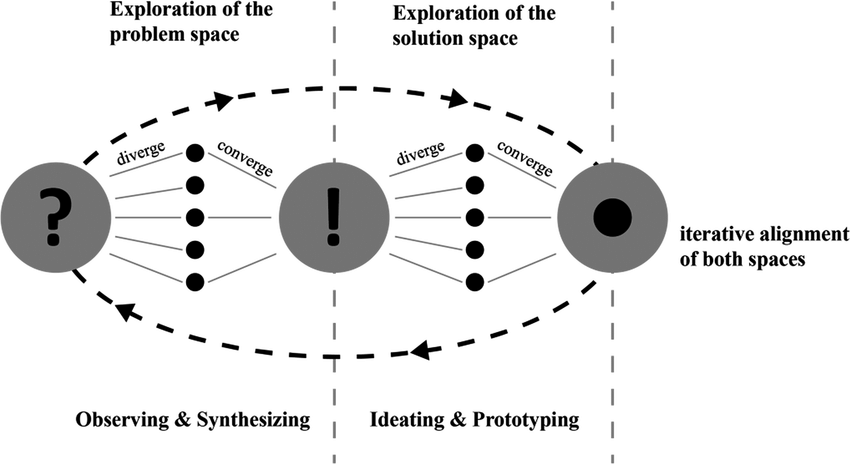 Exploration of the
problem space
Exploration of the
solution space
diverge
converge
diverge
converge
?
!
iterative alignment
of both spaces
Observing & Synthesizing
Ideating & Prototyping